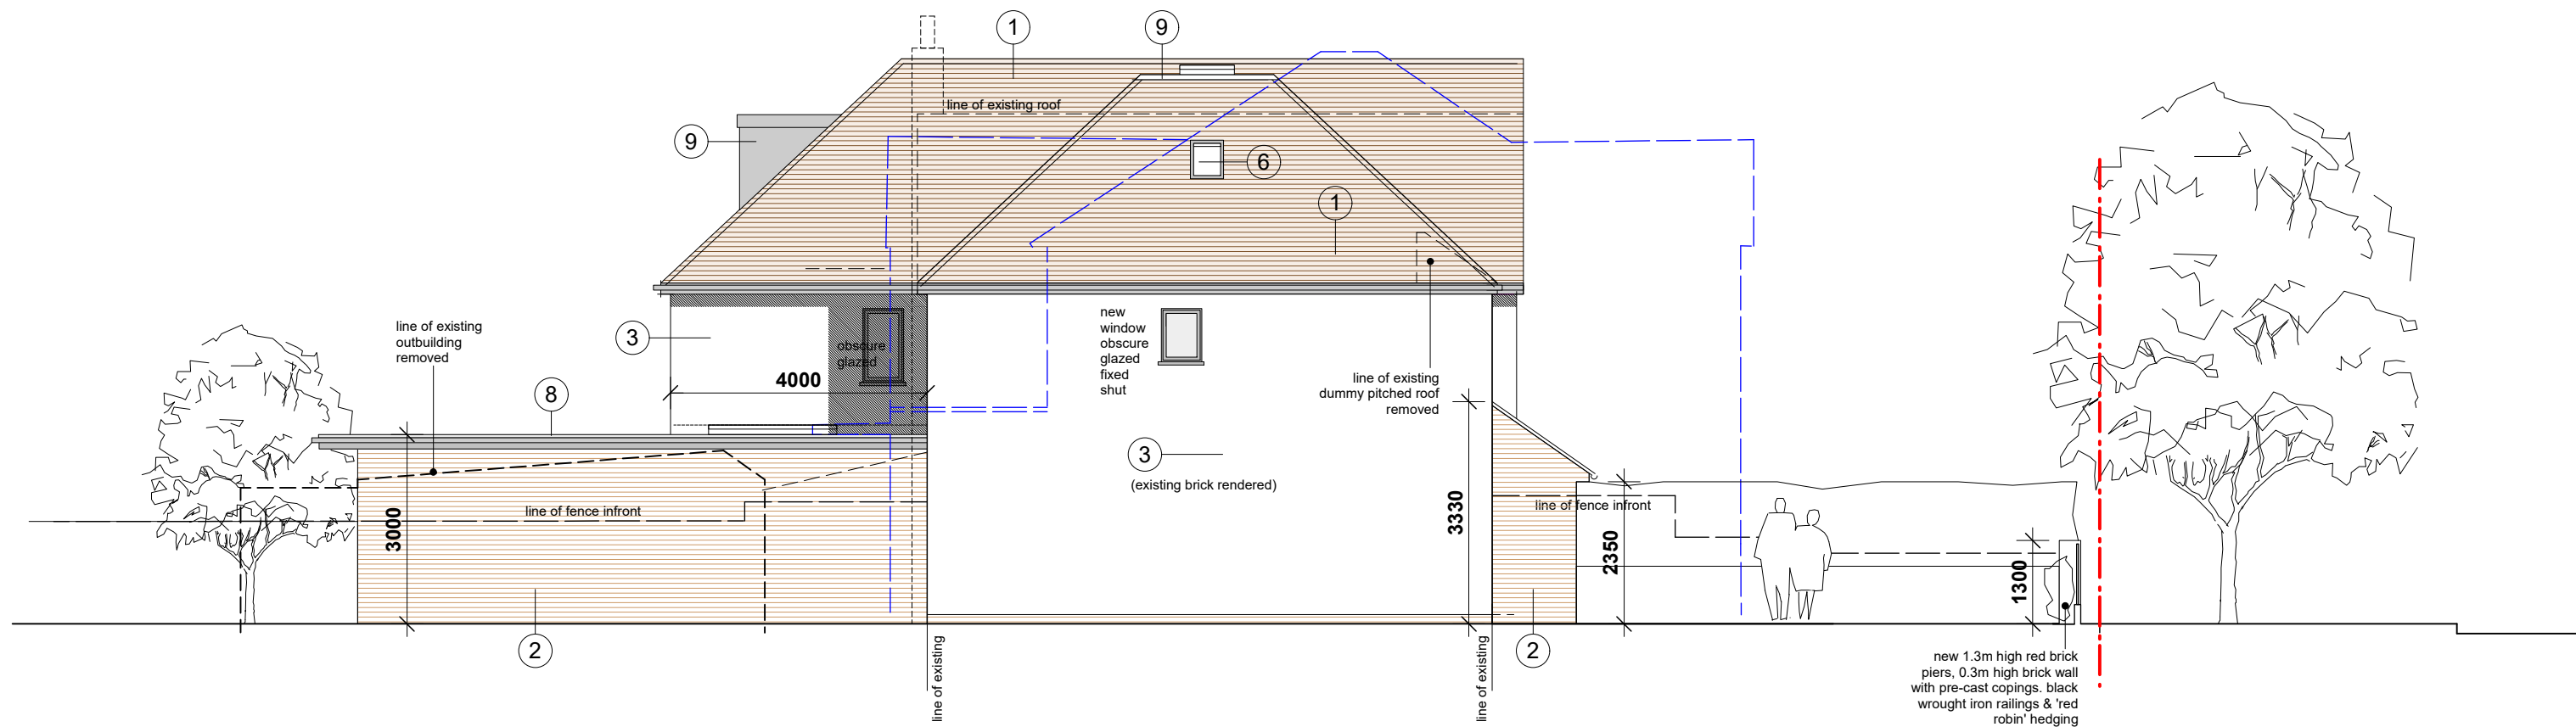 1
9
line of existing roof
9
6
1
line of existing
outbuilding
removed
3
obscure
glazed
new
window
obscure
glazed
fixed
shut
4000
line of existing
dummy pitched roof
removed
8
3
(existing brick rendered)
line of fence infront
3000
3330
line of fence infront
2350
1300
2
2
line of existing
line of existing
new 1.3m high red brick
piers, 0.3m high brick wall
with pre-cast copings. black
wrought iron railings & 'red
robin' hedging